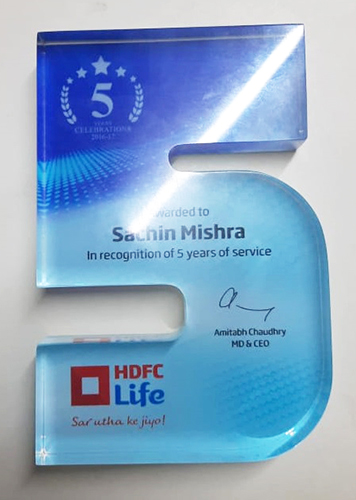 5
YEARS
CELEBRATIONS
2016-17
Awarded to
Sachin Mishra
In recognition of 5 years of service
Amitabh Chaudhry
MD & CEO
HDFC
Life
Sar utha ke jiyo!